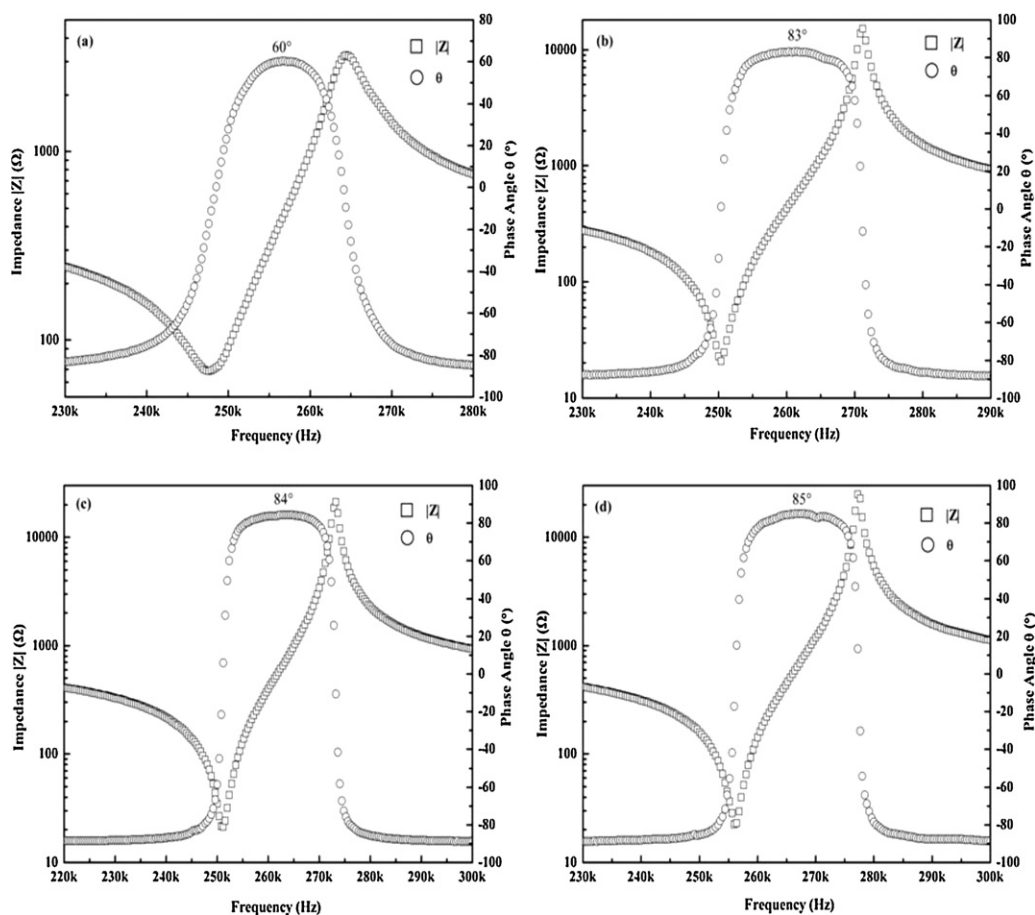 (a)
60°
|Z|
θ
Impedance |Z| (Ω)
1000
100
80
60
40
20
0
-20
-40
-60
-80
-100
Phase Angle θ (°)
230k 240k 250k 260k 270k 280k
Frequency (Hz)
(b)
83°
|Z|
θ
Impedance |Z| (Ω)
10000
1000
100
10
100
80
60
40
20
0
-20
-40
-60
-80
-100
Phase Angle θ (°)
230k 240k 250k 260k 270k 280k 290k
Frequency (Hz)
(c)
84°
|Z|
θ
Impedance |Z| (Ω)
10000
1000
100
10
100
80
60
40
20
0
-20
-40
-60
-80
-100
Phase Angle θ (°)
220k 230k 240k 250k 260k 270k 280k 290k 300k
Frequency (Hz)
(d)
85°
|Z|
θ
Impedance |Z| (Ω)
10000
1000
100
10
100
80
60
40
20
0
-20
-40
-60
-80
-100
Phase Angle θ (°)
230k 240k 250k 260k 270k 280k 290k 300k
Frequency (Hz)